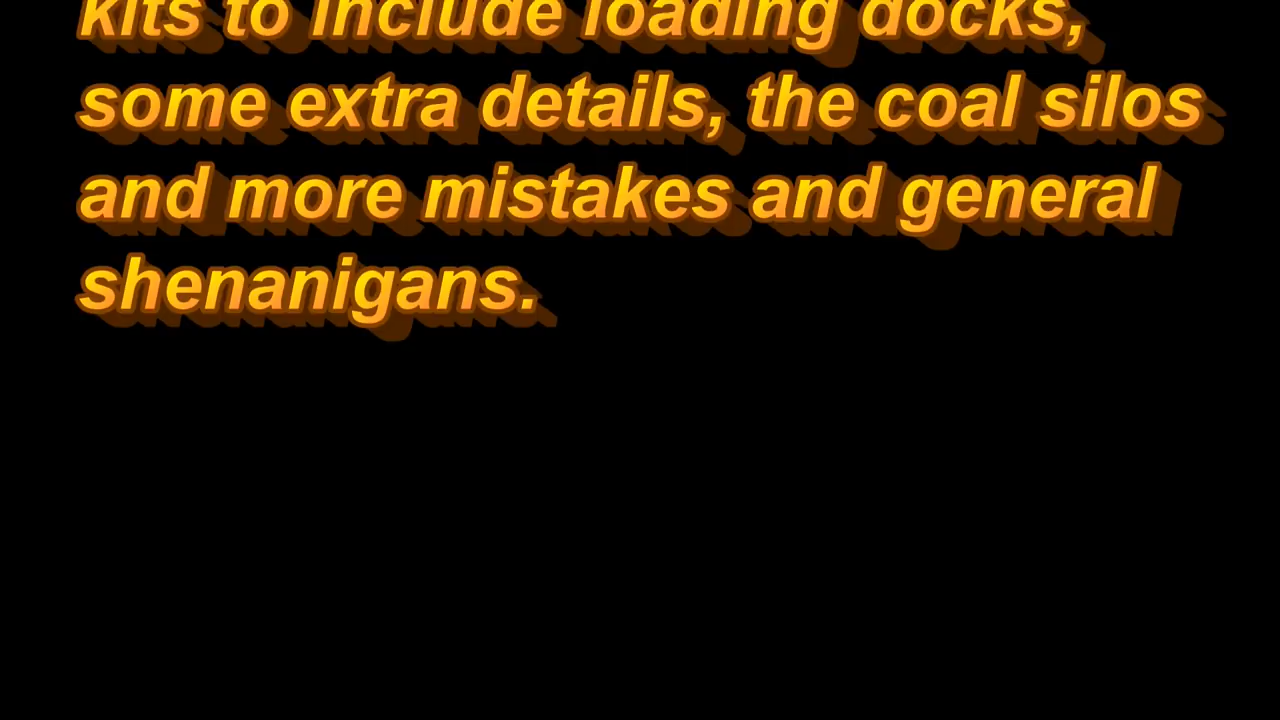 kits to include loading docks,
some extra details, the coal silos
and more mistakes and general
shenanigans.